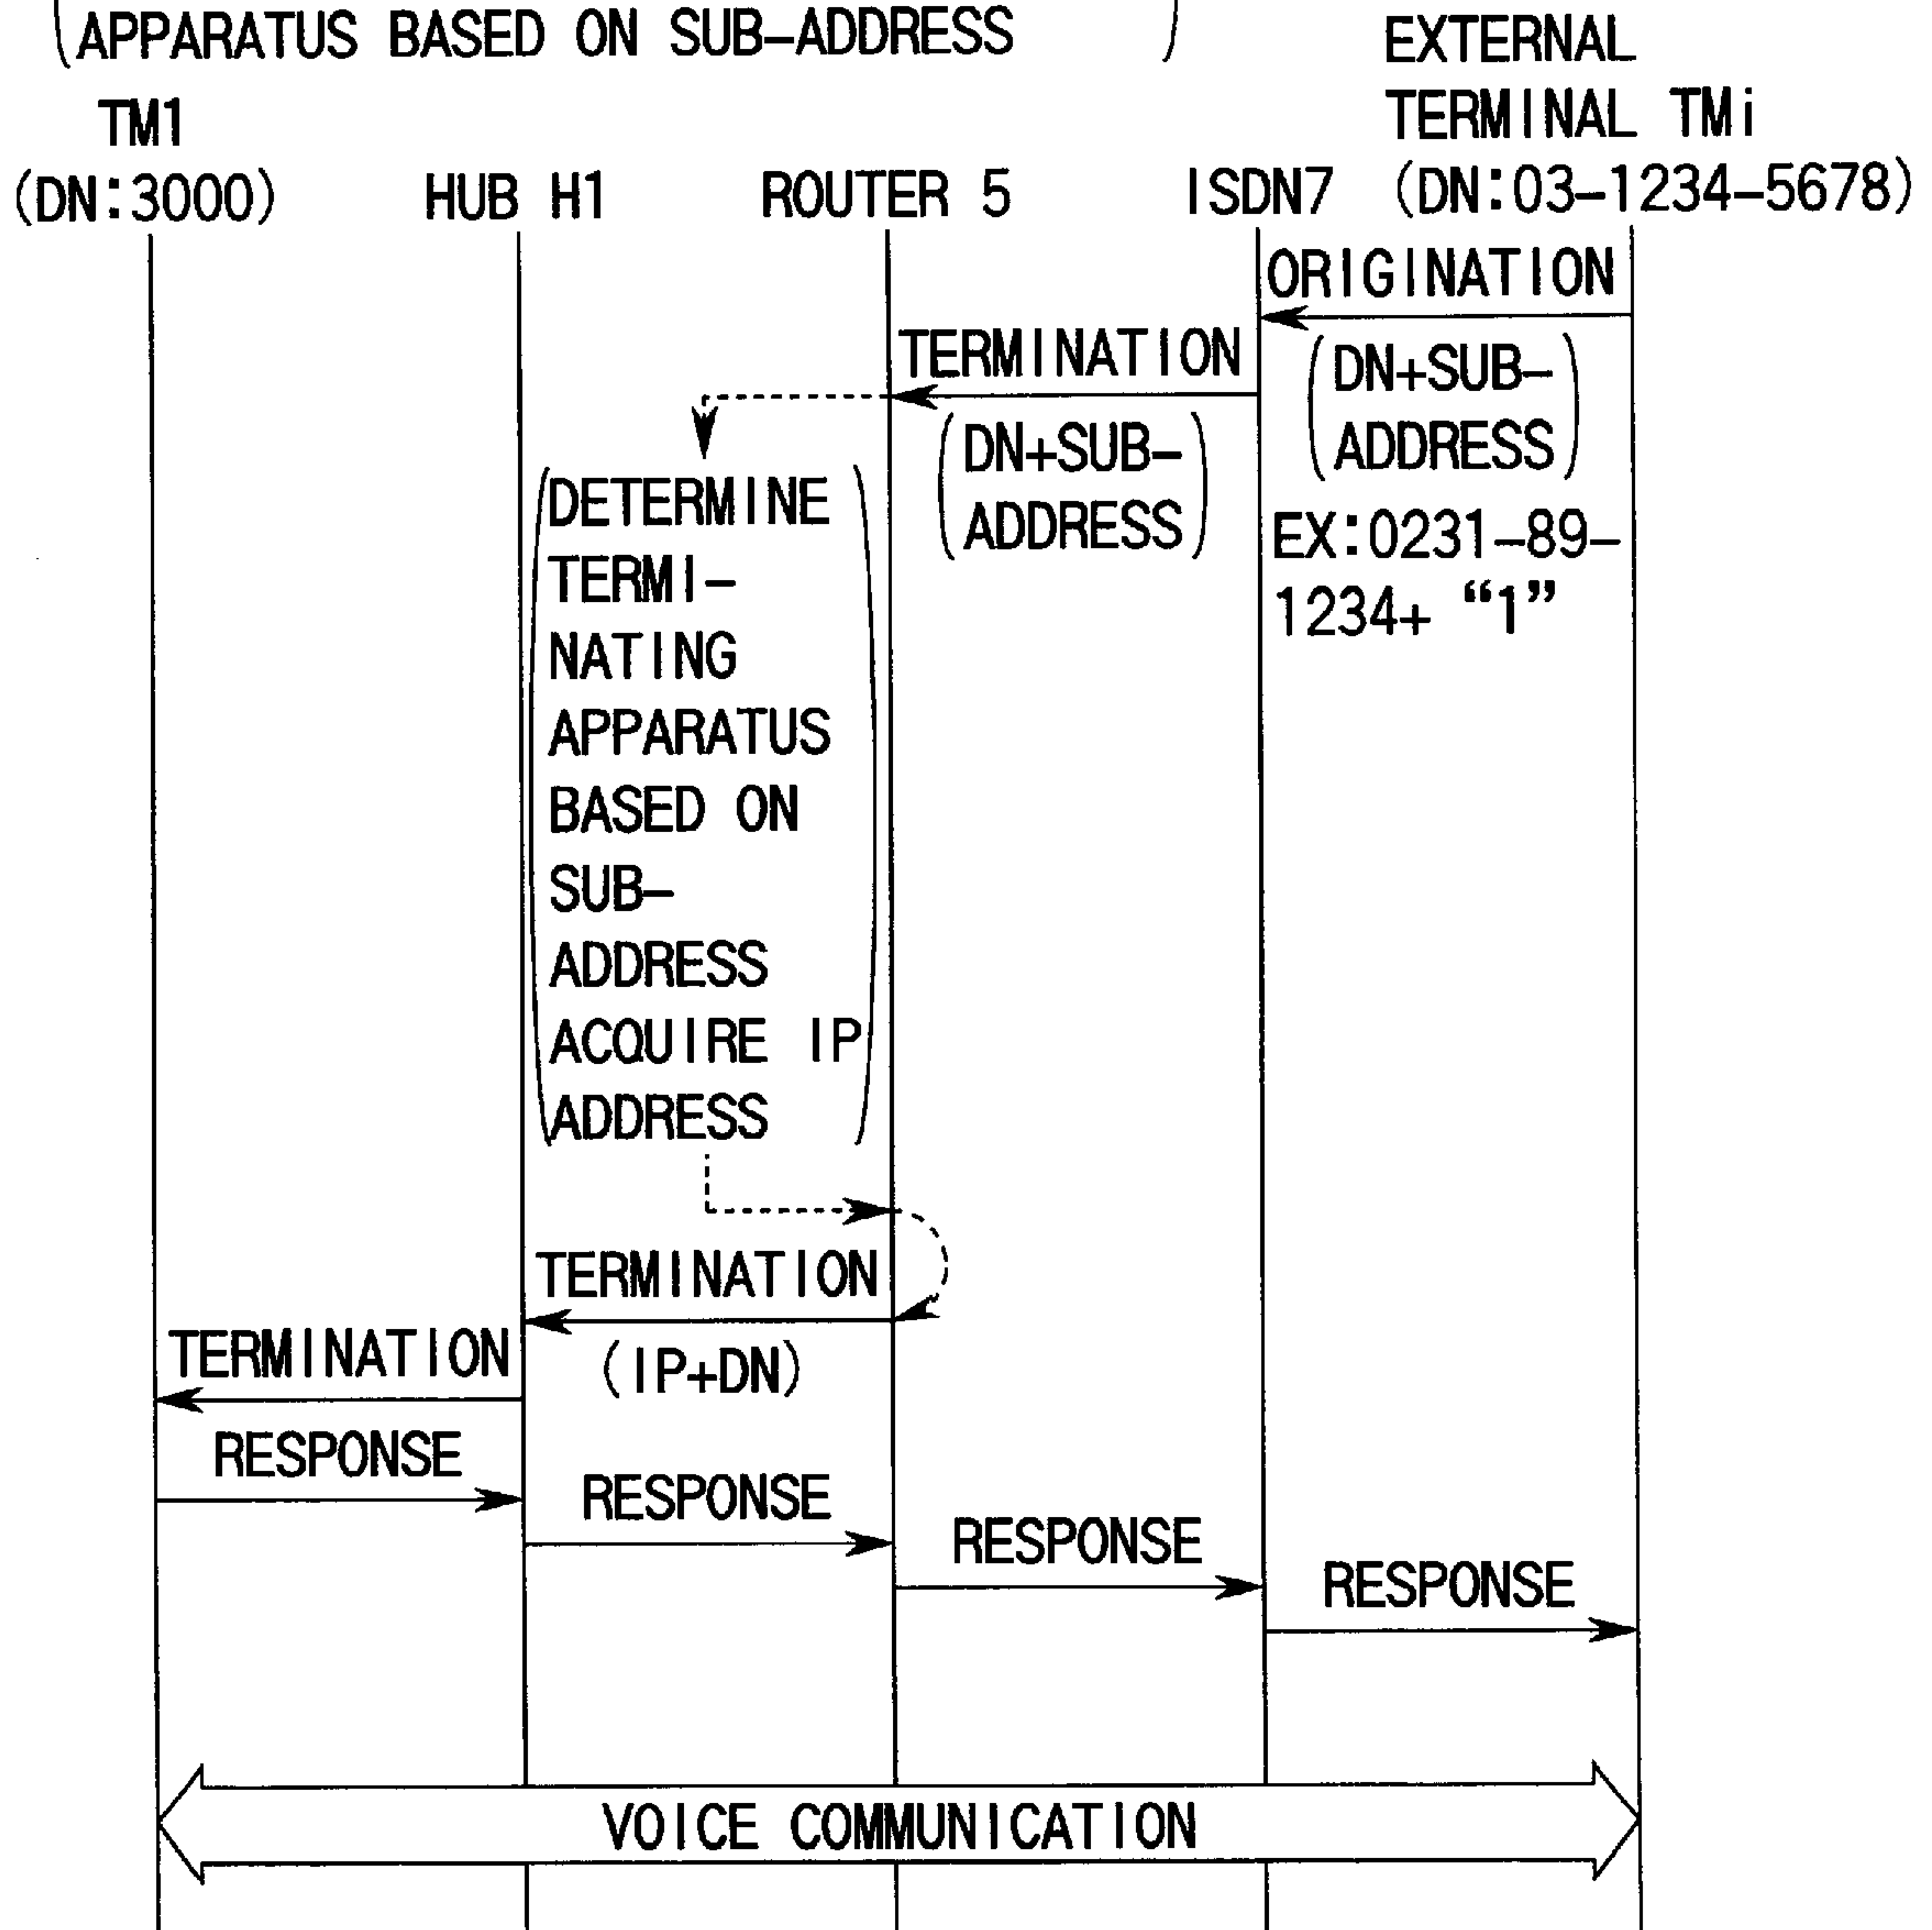 (APPARATUS BASED ON SUB-ADDRESS)
TM1
(DN:3000)
HUB H1
ROUTER 5
ISDN7
EXTERNAL
TERMINAL TMi
(DN:03-1234-5678)
ORIGINATION
(DN+SUB-
ADDRESS)
EX:0231-89-
1234+ “1”
TERMINATION
(DN+SUB-
ADDRESS)
(DETERMINE
TERMI-
NATING
APPARATUS
BASED ON
SUB-
ADDRESS
ACQUIRE IP
ADDRESS)
TERMINATION
(IP+DN)
TERMINATION
RESPONSE
RESPONSE
RESPONSE
RESPONSE
VOICE COMMUNICATION